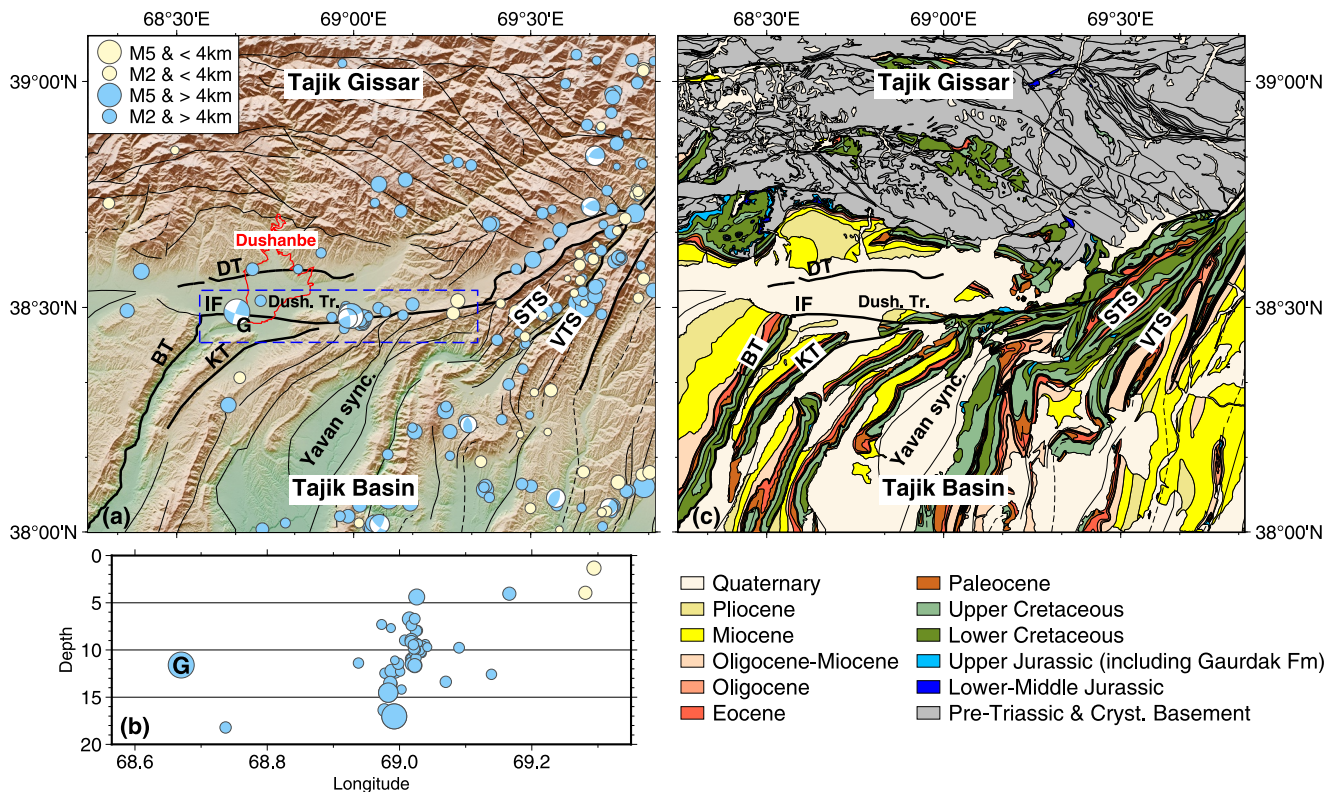 68°30'E
69°00'E
69°30'E
68°30'E
69°00'E
69°30'E
39°00'N
38°30'N
38°00'N
M5 & < 4km
M2 & < 4km
M5 & > 4km
M2 & > 4km
Tajik Gissar
Dushanbe
DT
IF
Dush. Tr.
G
BT
KT
STS
VTS
Yavan sync.
Tajik Basin
(a)
Tajik Gissar
DT
IF
Dush. Tr.
BT
KT
STS
VTS
Yavan sync.
Tajik Basin
(c)
39°00'N
38°30'N
38°00'N
0
5
10
15
20
Depth
G
(b)
68.6
68.8
69.0
69.2
Longitude
Quaternary
Pliocene
Miocene
Oligocene-Miocene
Oligocene
Eocene
Paleocene
Upper Cretaceous
Lower Cretaceous
Upper Jurassic (including Gaurdak Fm)
Lower-Middle Jurassic
Pre-Triassic & Cryst. Basement